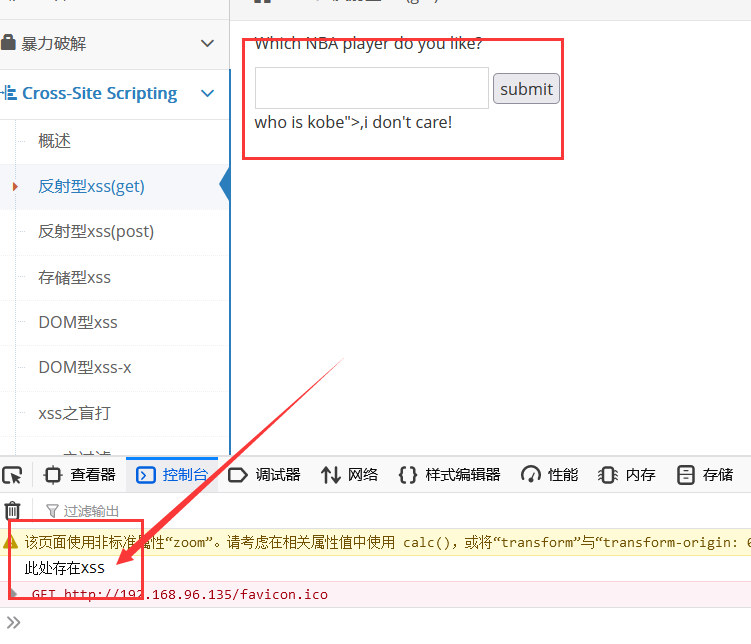 Which NBA player do you like?
submit
who is kobe">,i don't care!
暴力破解
Cross-Site Scripting
概述
反射型xss(get)
反射型xss(post)
存储型xss
DOM型xss
DOM型xss-x
xss之盲打
查看器 控制台 调试器 网络 样式编辑器 性能 内存 存储
过滤输出
该页面使用非标准属性“zoom”。请考虑在相关属性值中使用 calc()，或将“transform”与“transform-origin: 0
此处存在XSS
GET http://192.168.96.135/favicon.ico